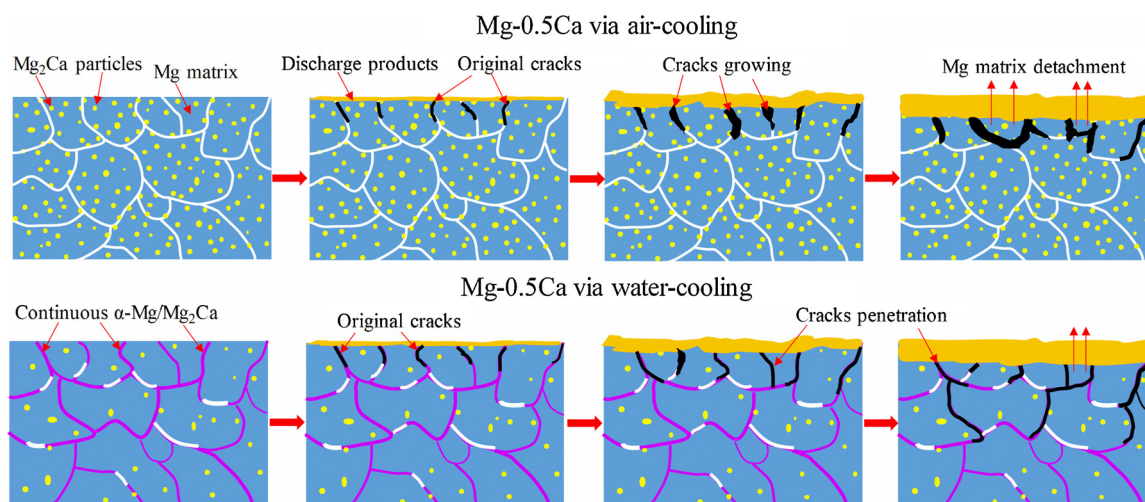 Mg-0.5Ca via air-cooling
Mg₂Ca particles
Mg matrix
Discharge products
Original cracks
Cracks growing
Mg matrix detachment
Mg-0.5Ca via water-cooling
Continuous α-Mg/Mg₂Ca
Original cracks
Cracks penetration